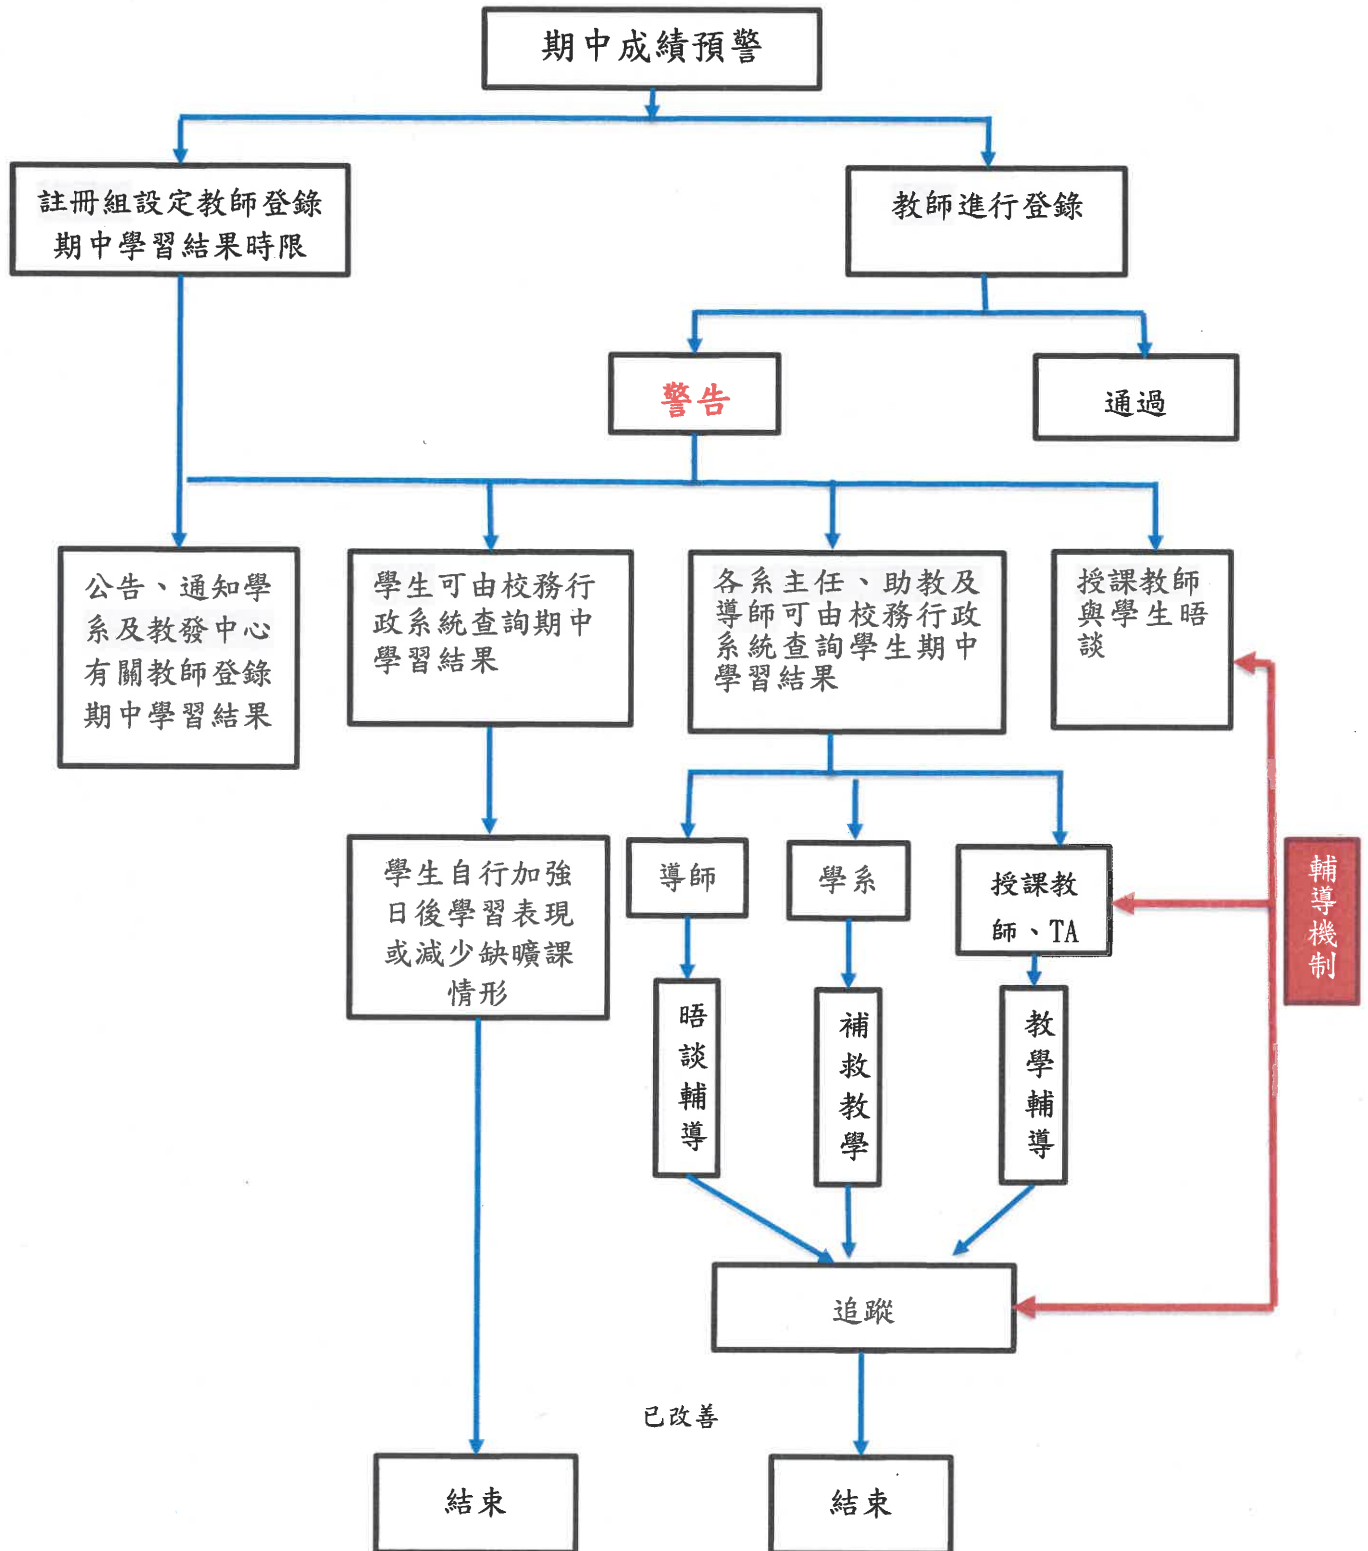 期中成績預警
註冊組設定教師登錄
期中學習結果時限
教師進行登錄
警告
通過
公告、通知學
系及教發中心
有關教師登錄
期中學習結果
學生可由校務行
政系統查詢期中
學習結果
各系主任、助教及
導師可由校務行政
系統查詢學生期中
學習結果
授課教師
與學生晤
談
學生自行加強
日後學習表現
或減少缺曠課
情形
導師
學系
授課教
師、TA
輔導機制
晤談輔導
補救教學
教學輔導
追蹤
已改善
結束
結束